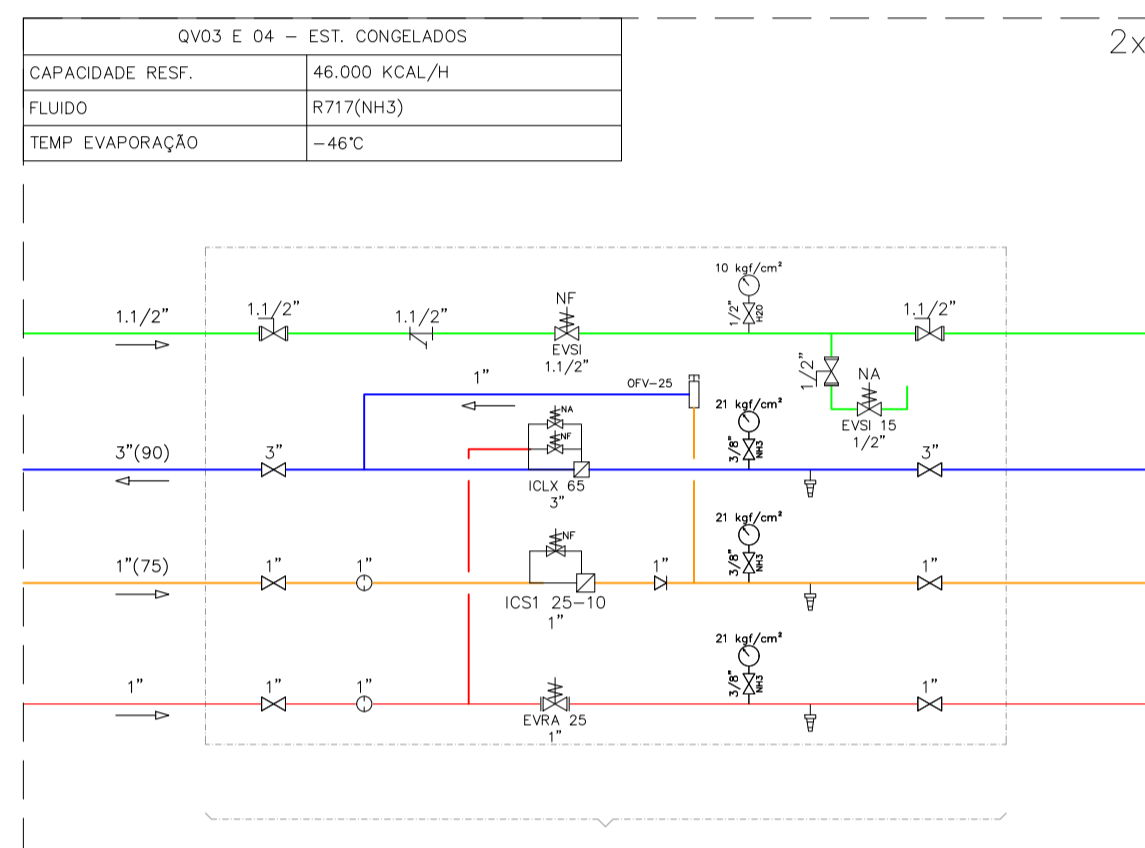 QV03 E 04 – EST. CONGELADOS
2x
CAPACIDADE RESF. 46.000 KCAL/H
FLUIDO R717(NH3)
TEMP EVAPORAÇÃO –46°C
10 kgf/cm²
1.1/2"
1.1/2"
1.1/2"
NF
1/2"
H2O
1.1/2"
EVSI
1.1/2"
1/2"
NA
EVSI 15
1/2"
1"
OFV–25
21 kgf/cm²
NA
NF
3/8"
NH3
3"(90)
3"
3"
ICLX 65
3"
21 kgf/cm²
NF
3/8"
NH3
1"(75)
1"
1"
1"
1"
ICS1 25–10
1"
21 kgf/cm²
3/8"
NH3
1"
1"
1"
1"
EVRA 25
1"